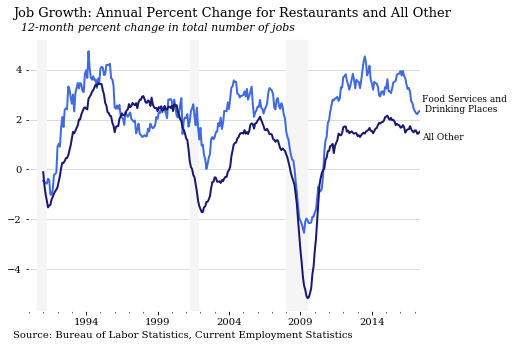 Job Growth: Annual Percent Change for Restaurants and All Other
12-month percent change in total number of jobs
4
2
0
−2
−4
Food Services and
Drinking Places
All Other
1994
1999
2004
2009
2014
Source: Bureau of Labor Statistics, Current Employment Statistics